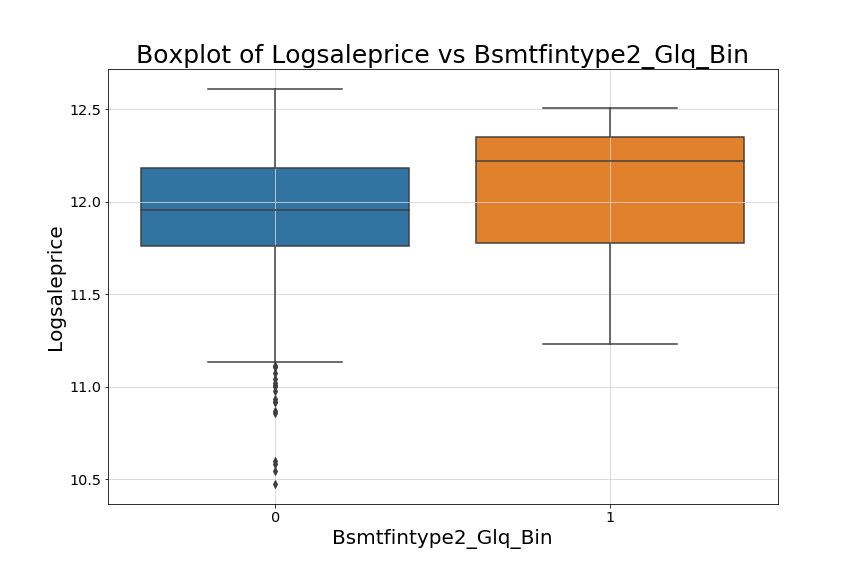 Boxplot of Logsaleprice vs Bsmtfintype2_Glq_Bin
12.5
12.0
11.5
11.0
10.5
Logsaleprice
0 1
Bsmtfintype2_Glq_Bin